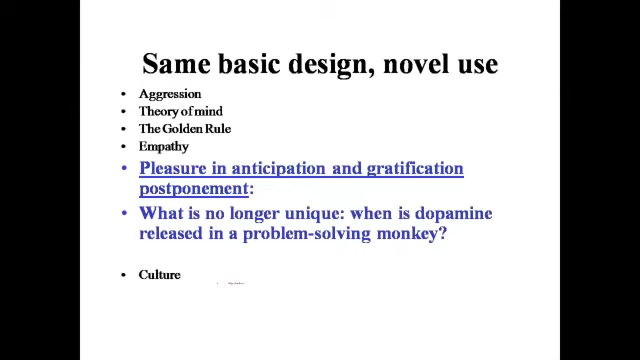 Same basic design, novel use
• Aggression
• Theory of mind
• The Golden Rule
• Empathy
• Pleasure in anticipation and gratification
postponement:
• What is no longer unique: when is dopamine
released in a problem-solving monkey?
• Culture